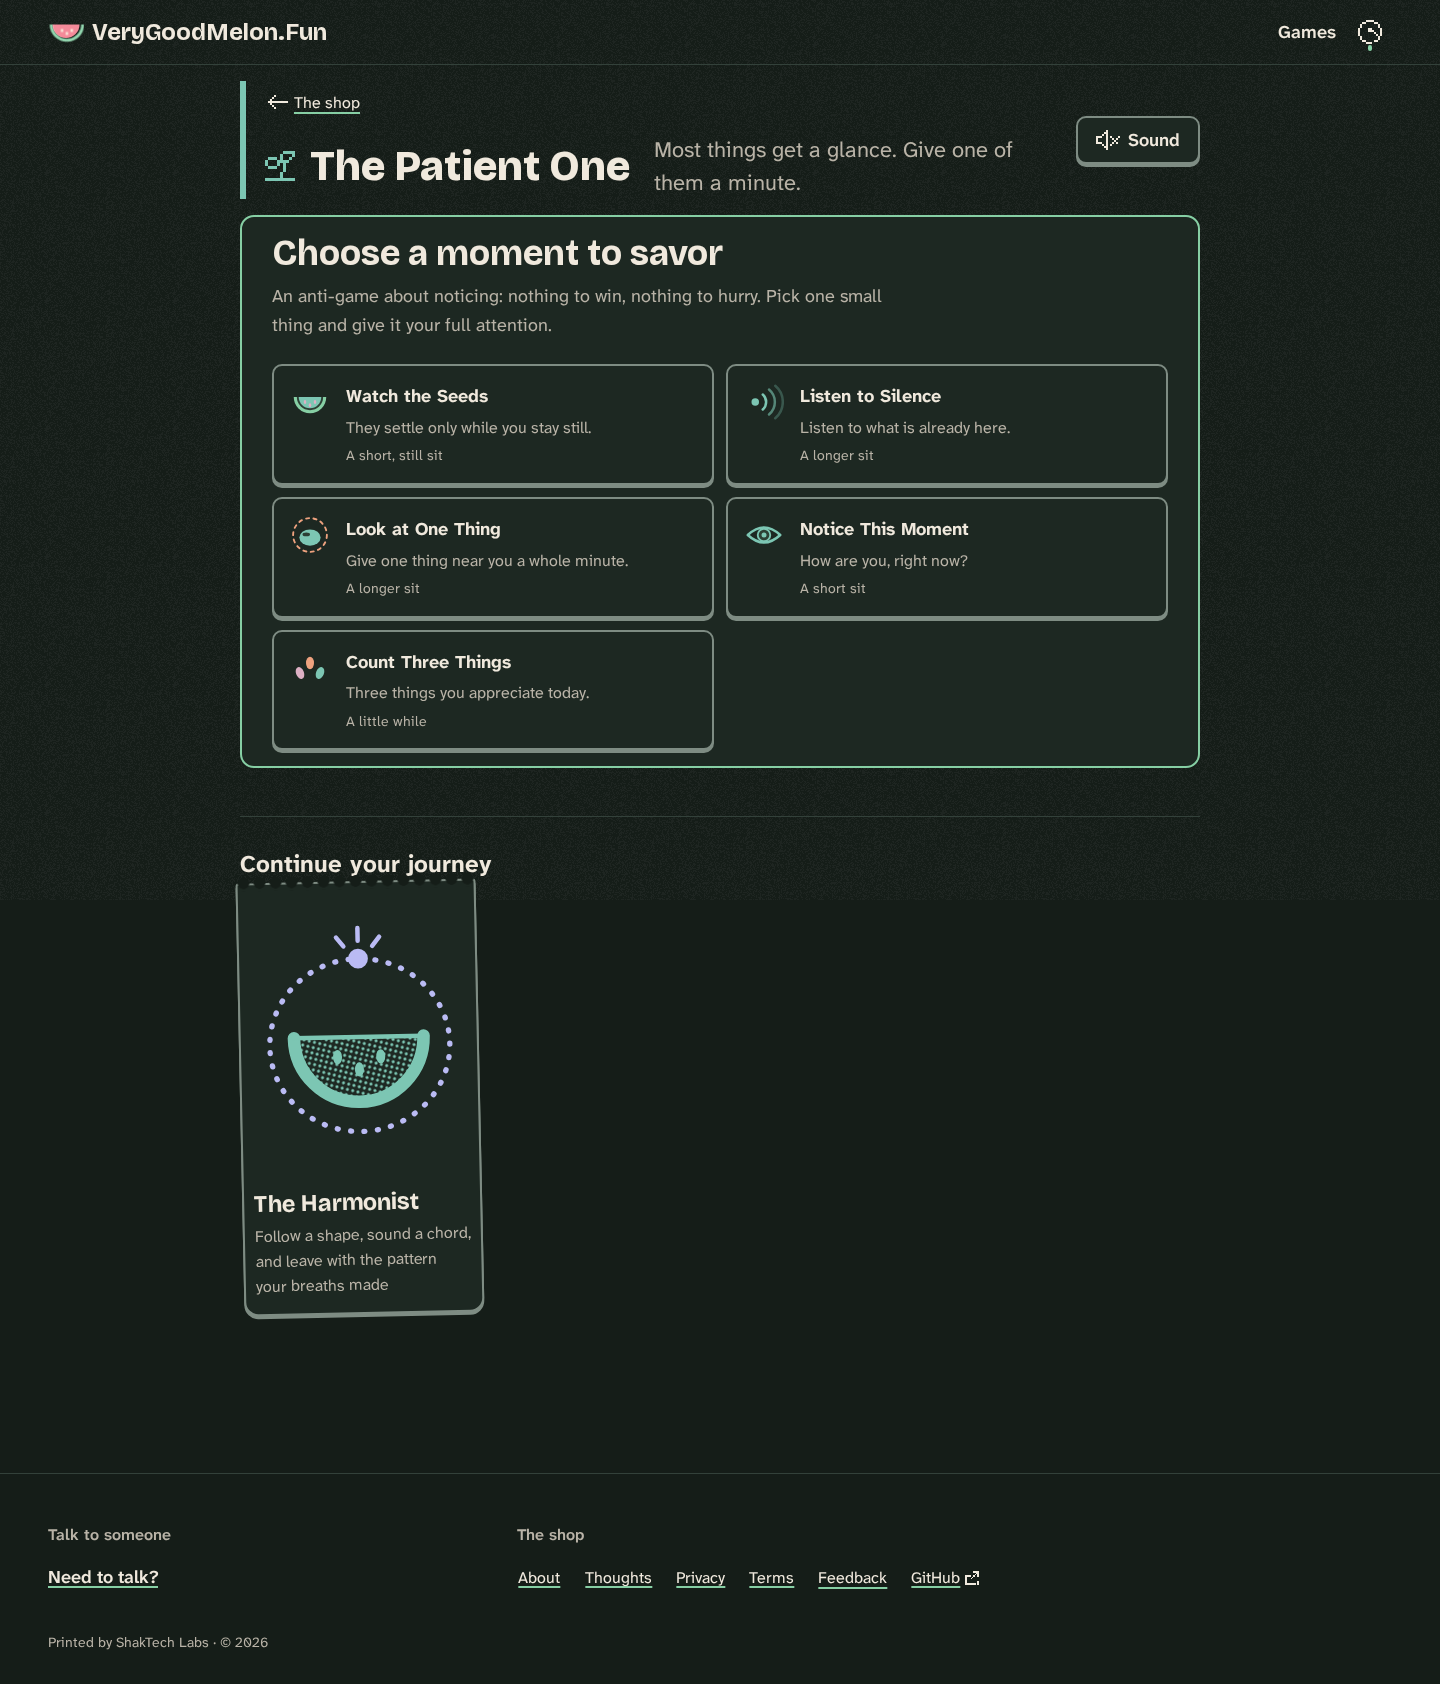 VeryGoodMelon.Fun
Games
The shop
The Patient One
Most things get a glance. Give one of
them a minute.
Sound
Choose a moment to savor
An anti-game about noticing: nothing to win, nothing to hurry. Pick one small
thing and give it your full attention.
Watch the Seeds
They settle only while you stay still.
A short, still sit
Listen to Silence
Listen to what is already here.
A longer sit
Look at One Thing
Give one thing near you a whole minute.
A longer sit
Notice This Moment
How are you, right now?
A short sit
Count Three Things
Three things you appreciate today.
A little while
Continue your journey
The Harmonist
Follow a shape, sound a chord,
and leave with the pattern
your breaths made
Talk to someone
Need to talk?
The shop
About Thoughts Privacy Terms Feedback GitHub
Printed by ShakTech Labs · © 2026